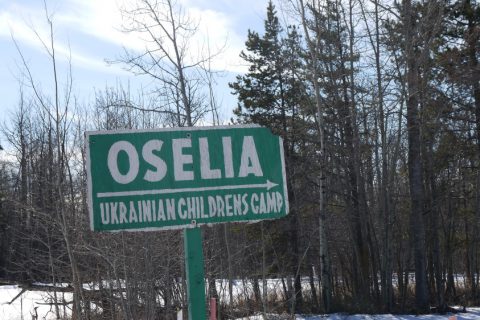 OSELIA
UKRAINIAN CHILDRENS CAMP